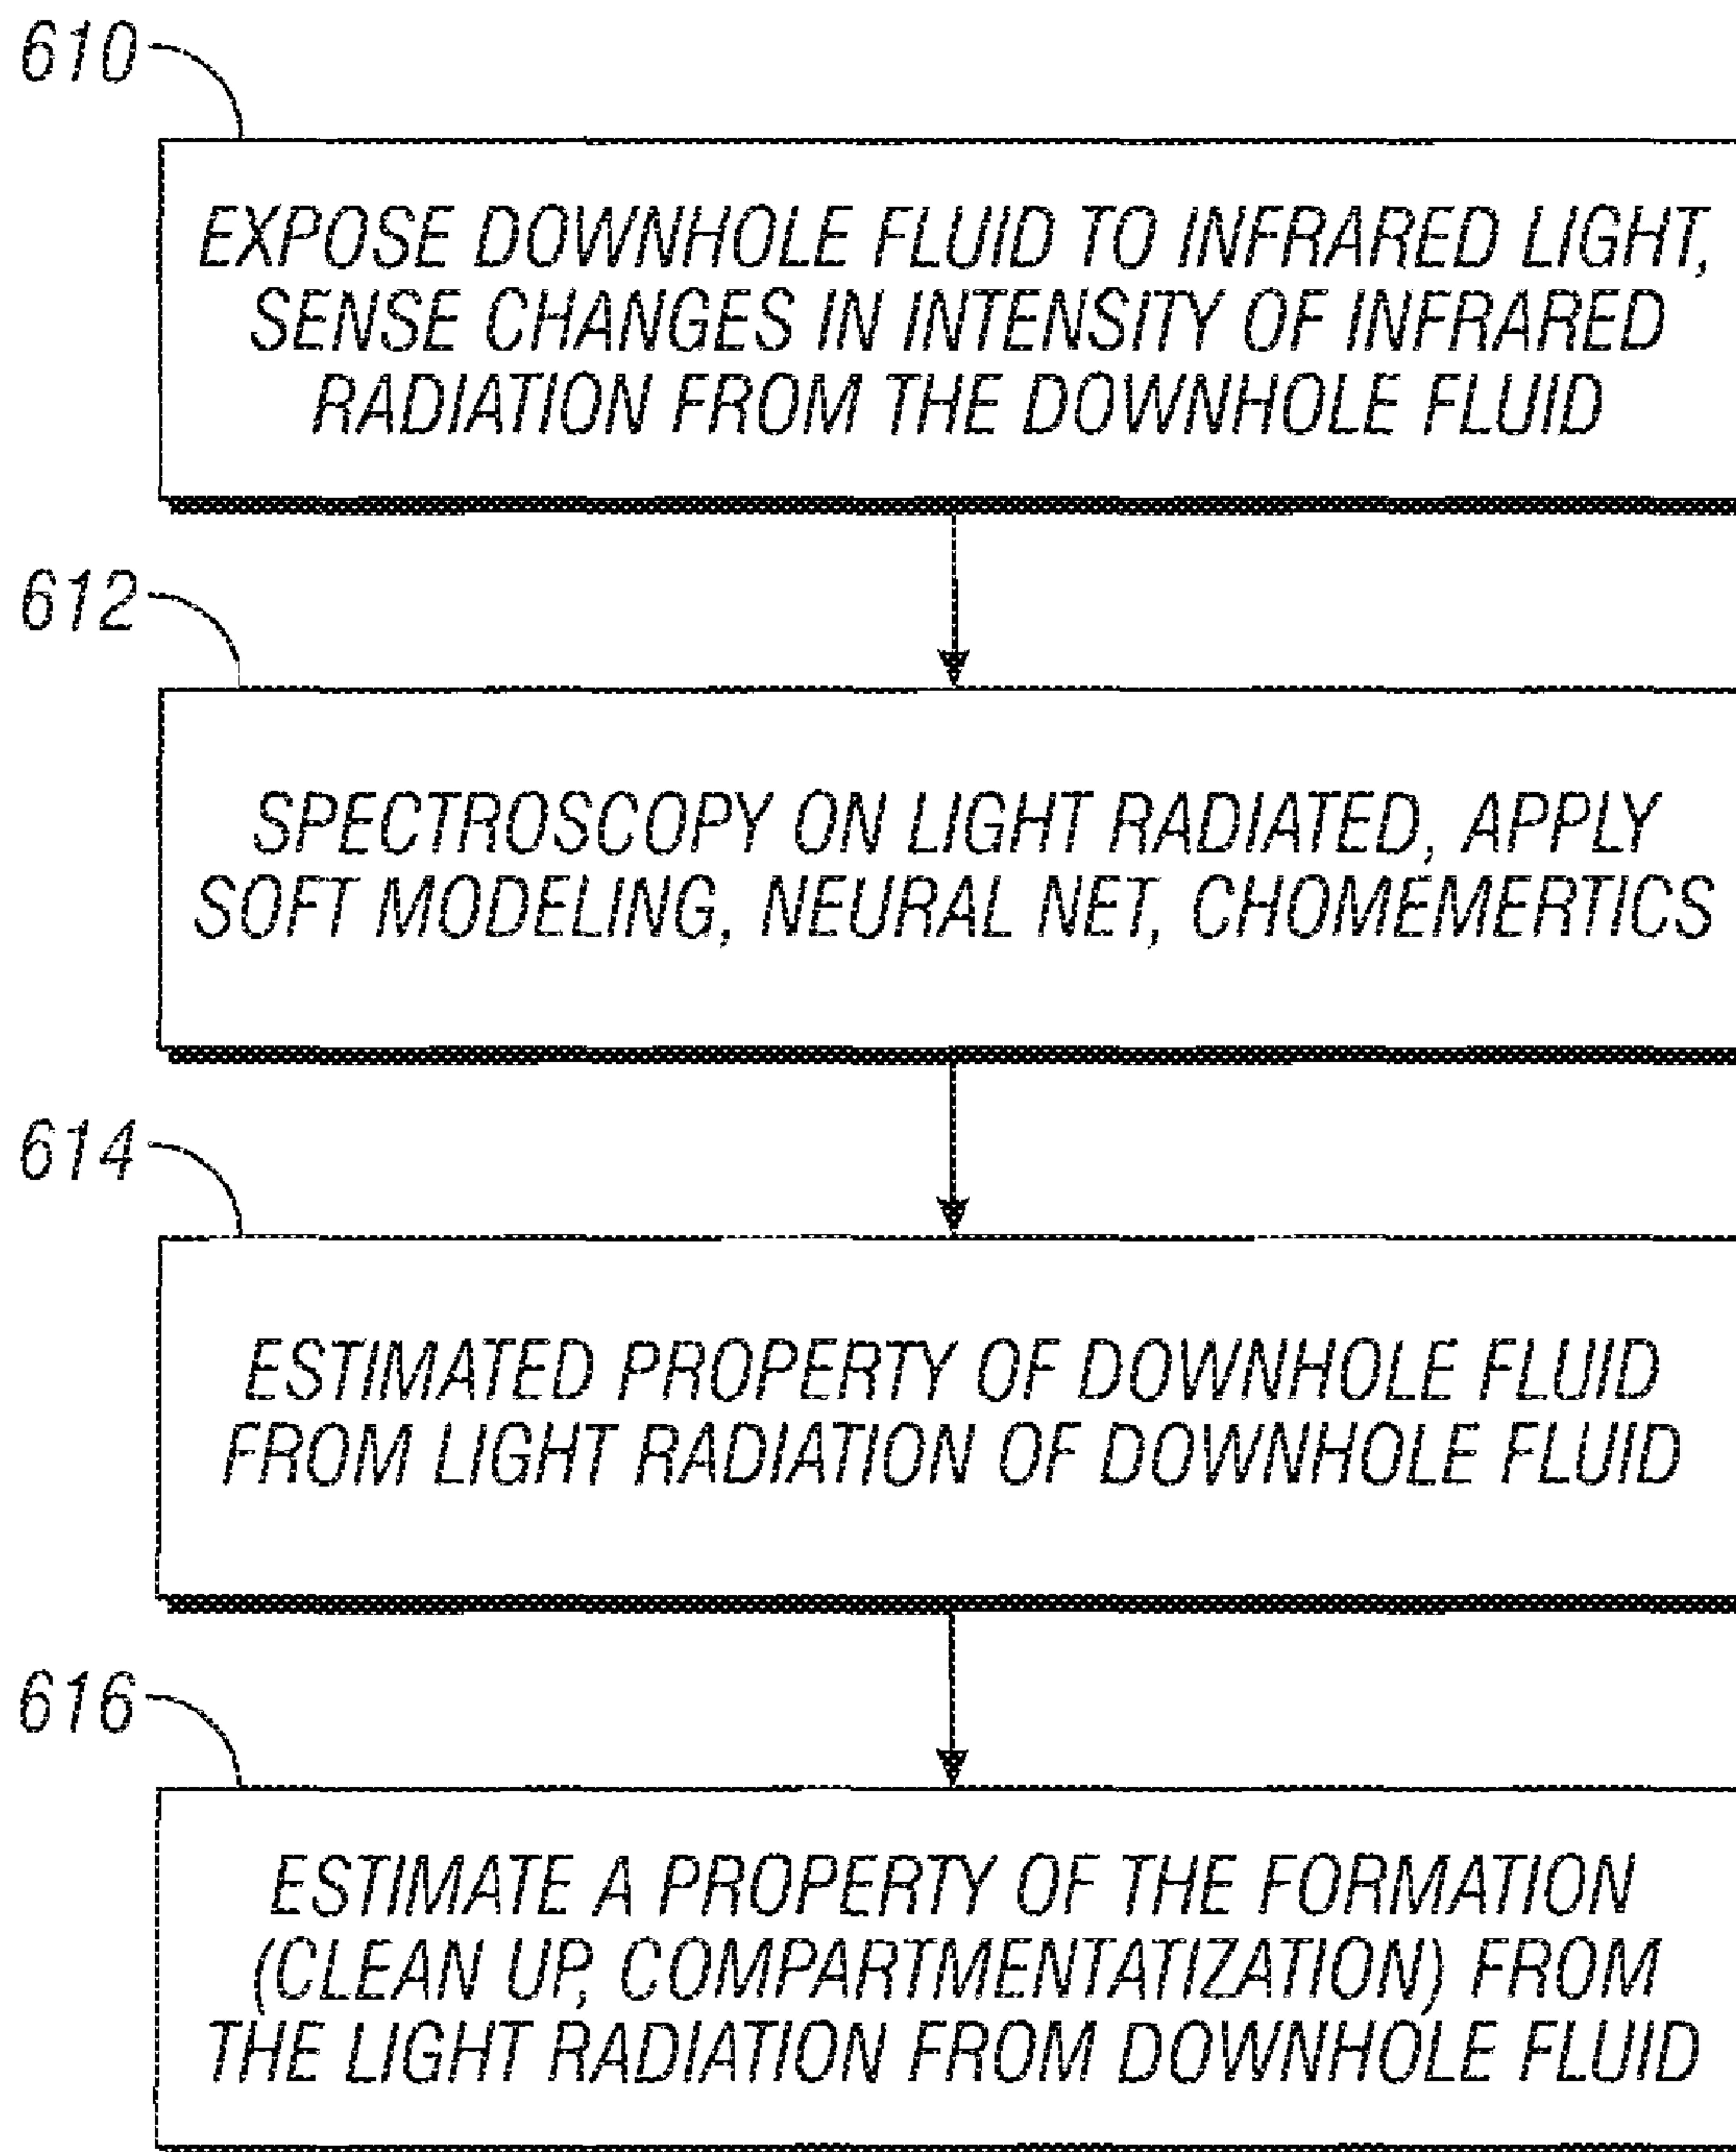 610
EXPOSE DOWNHOLE FLUID TO INFRARED LIGHT,
SENSE CHANGES IN INTENSITY OF INFRARED
RADIATION FROM THE DOWNHOLE FLUID
612
SPECTROSCOPY ON LIGHT RADIATED, APPLY
SOFT MODELING, NEURAL NET, CHOMEMERTICS
614
ESTIMATED PROPERTY OF DOWNHOLE FLUID
FROM LIGHT RADIATION OF DOWNHOLE FLUID
616
ESTIMATE A PROPERTY OF THE FORMATION
(CLEAN UP, COMPARTMENTATIZATION) FROM
THE LIGHT RADIATION FROM DOWNHOLE FLUID